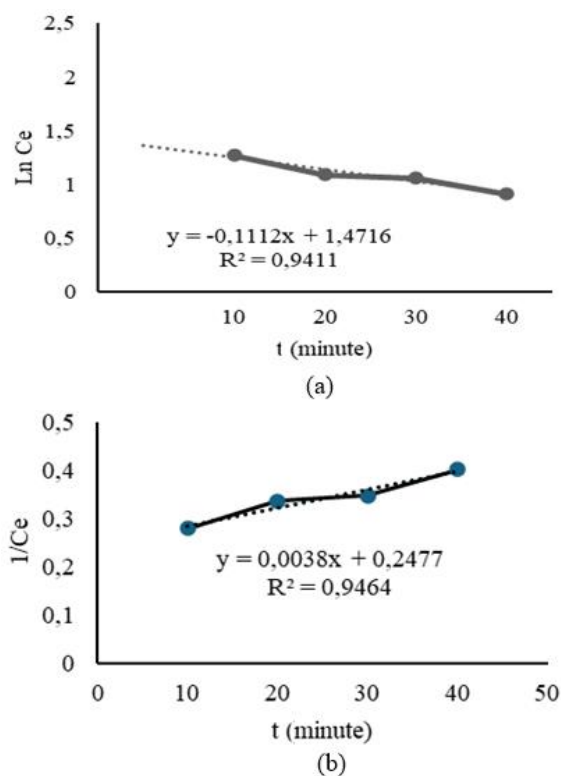 2,5
2
1,5
1
0,5
0
Ln Ce
y = -0,1112x + 1,4716
R² = 0,9411
10 20 30 40
t (minute)
(a)
0,5
0,4
0,3
0,2
0,1
0
1/Ce
y = 0,0038x + 0,2477
R² = 0,9464
0 10 20 30 40 50
t (minute)
(b)